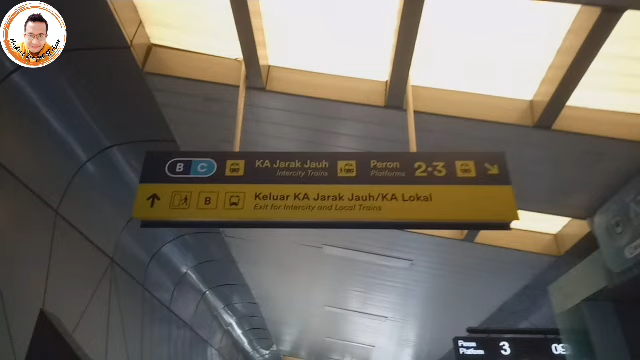 B C KA Jarak Jauh Peron 2-3
Intercity Trains Platforms
B Keluar KA Jarak Jauh/KA Lokal
Exit for Intercity and Local Trains
Peron 3
Platform